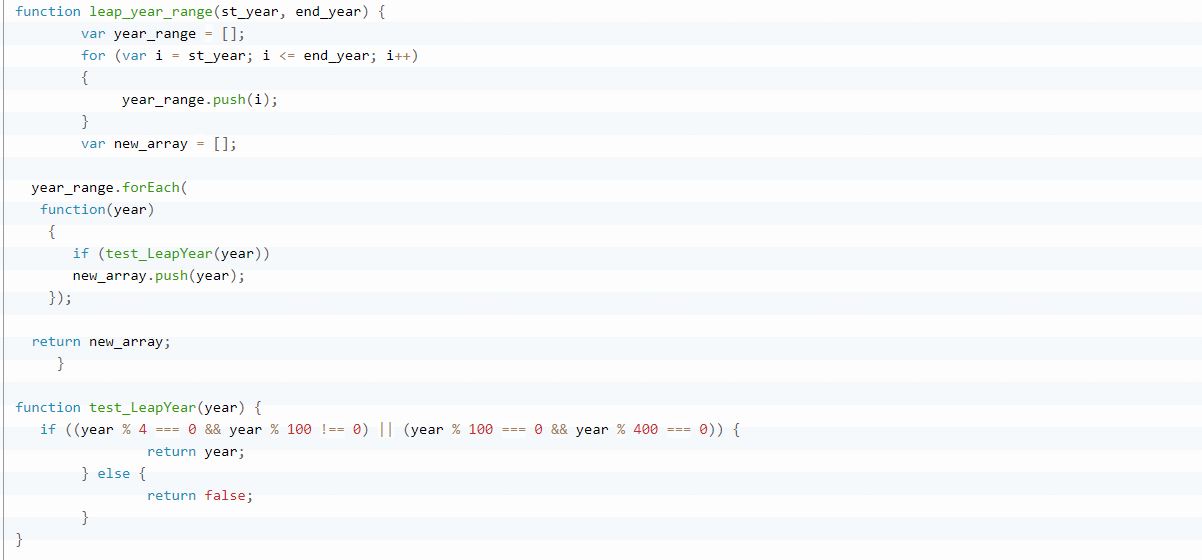 function leap_year_range(st_year, end_year) {
        var year_range = [];
        for (var i = st_year; i <= end_year; i++)
        {
             year_range.push(i);
        }
        var new_array = [];

  year_range.forEach(
   function(year)
    {
       if (test_LeapYear(year))
       new_array.push(year);
    });

  return new_array;
     }

function test_LeapYear(year) {
   if ((year % 4 === 0 && year % 100 !== 0) || (year % 100 === 0 && year % 400 === 0)) {
                return year;
        } else {
                return false;
        }
}